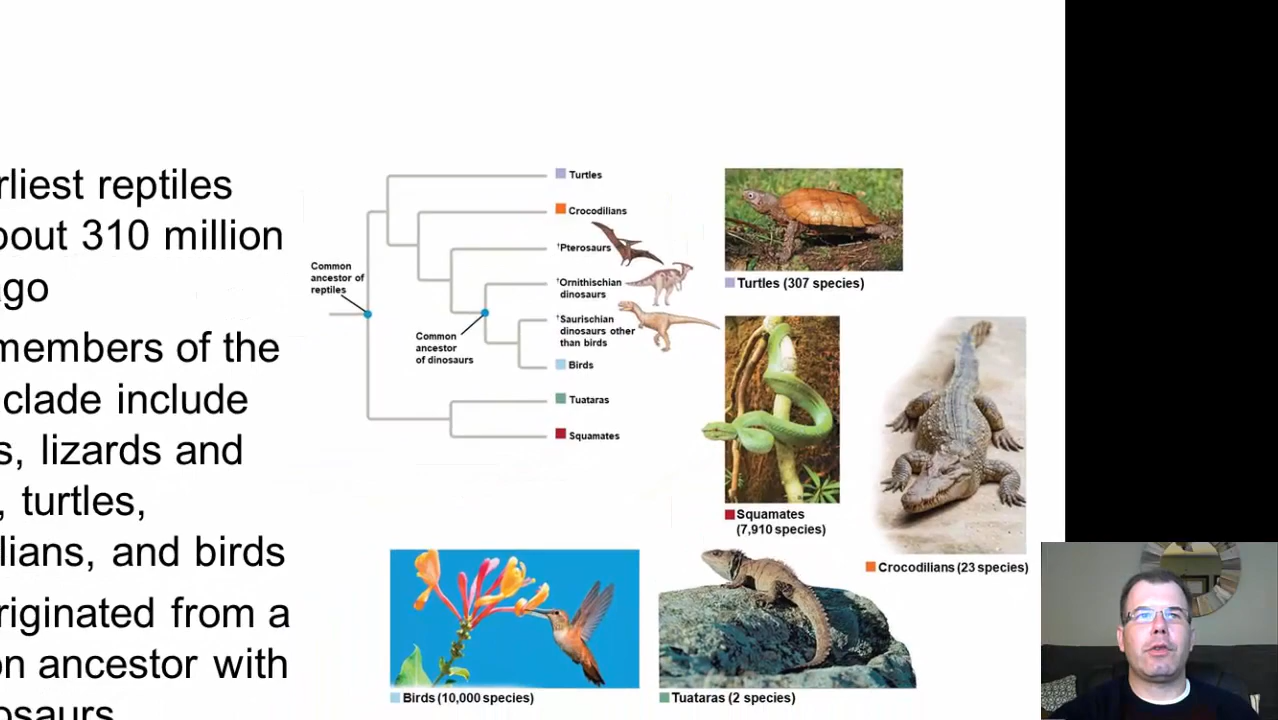 rliest reptiles
bout 310 million
go
members of the
clade include
s, lizards and
, turtles,
lians, and birds
riginated from a
on ancestor with
osaurs
Turtles
Crocodilians
†Pterosaurs
†Ornithischian
dinosaurs
†Saurischian
dinosaurs other
than birds
Birds
Tuataras
Squamates
Common
ancestor of
reptiles
Common
ancestor
of dinosaurs
Turtles (307 species)
Squamates
(7,910 species)
Crocodilians (23 species)
Birds (10,000 species)
Tuataras (2 species)